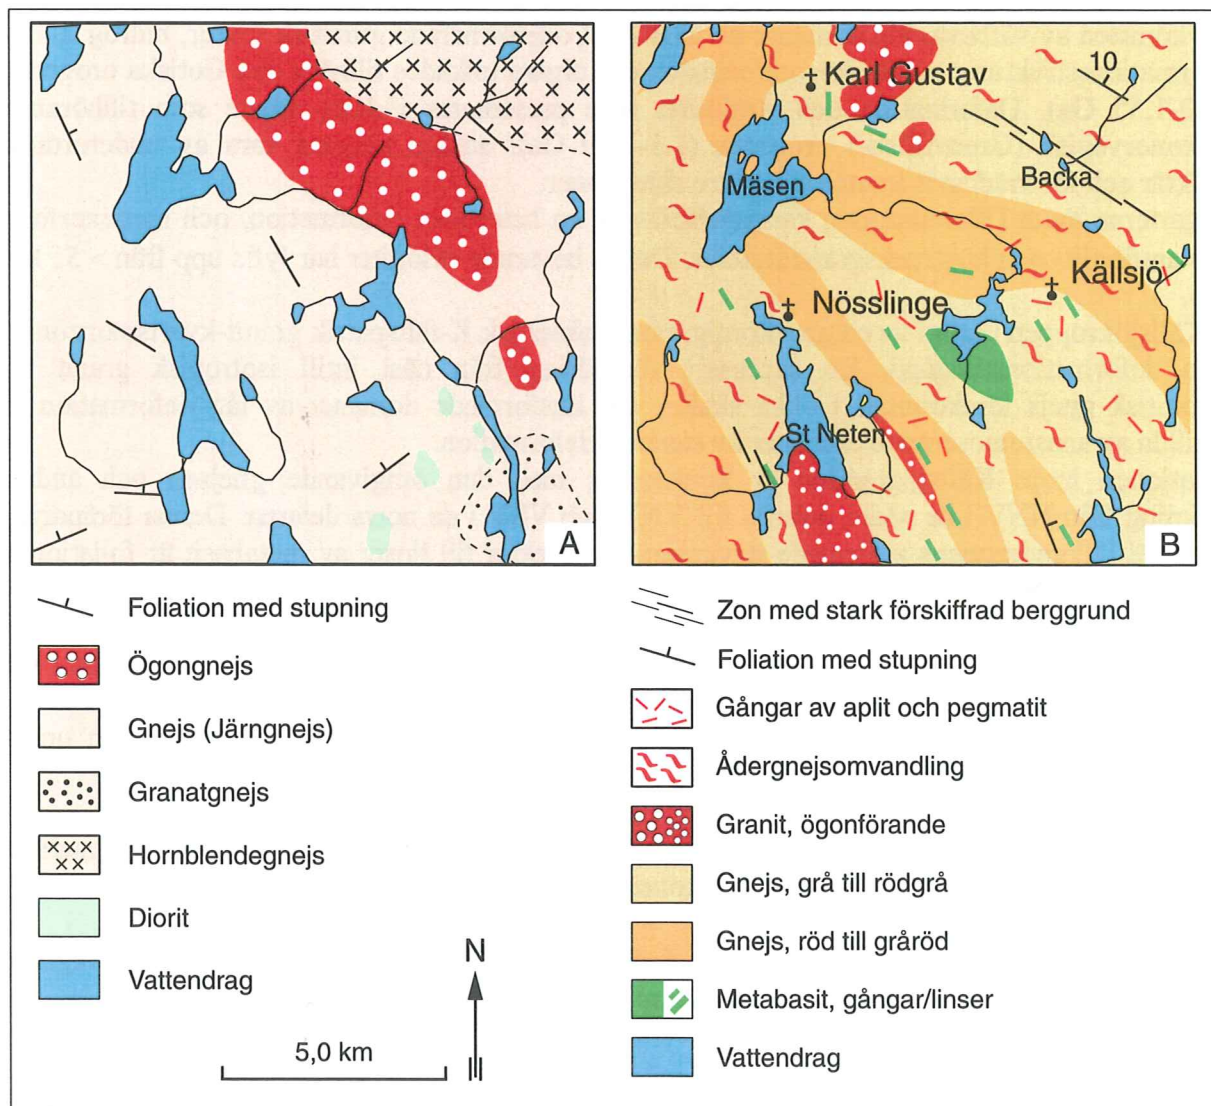 A
Karl Gustav
10
Mäsen
Backa
Källsjö
Nösslinge
St Neten
B
Foliation med stupning
Ögongnejs
Gnejs (Järngnejs)
Granatgnejs
Hornblendegnejs
Diorit
Vattendrag
N
5,0 km
Zon med stark förskiffrad berggrund
Foliation med stupning
Gångar av aplit och pegmatit
Ådergnejsomvandling
Granit, ögonförande
Gnejs, grå till rödgrå
Gnejs, röd till gråröd
Metabasit, gångar/linser
Vattendrag